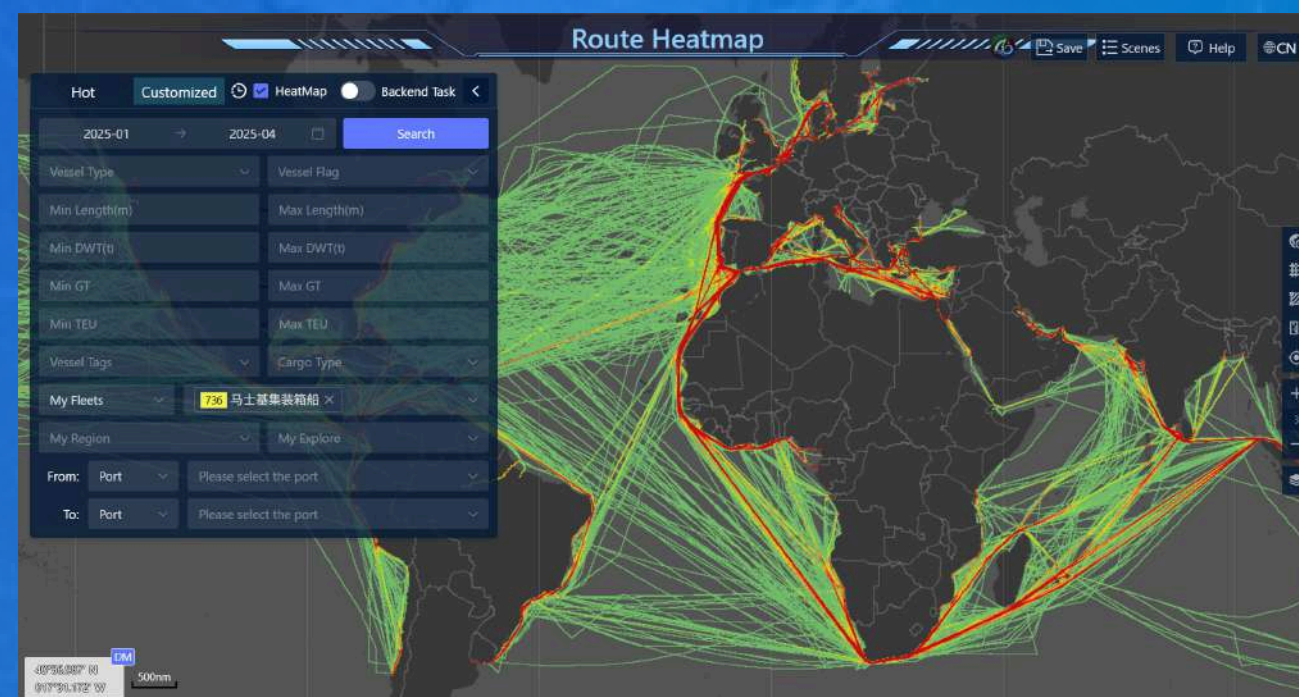 Route Heatmap
Save Scenes Help CN
Hot Customized HeatMap Backend Task
2025-01 → 2025-04 Search
Vessel Type Vessel Flag
Min Length(m) Max Length(m)
Min DWT(t) Max DWT(t)
Min GT Max GT
Min TEU Max TEU
Vessel Tags Cargo Type
My Fleets 736 马士基集装箱船 ×
My Region My Explore
From: Port Please select the port
To: Port Please select the port
DM
500nm